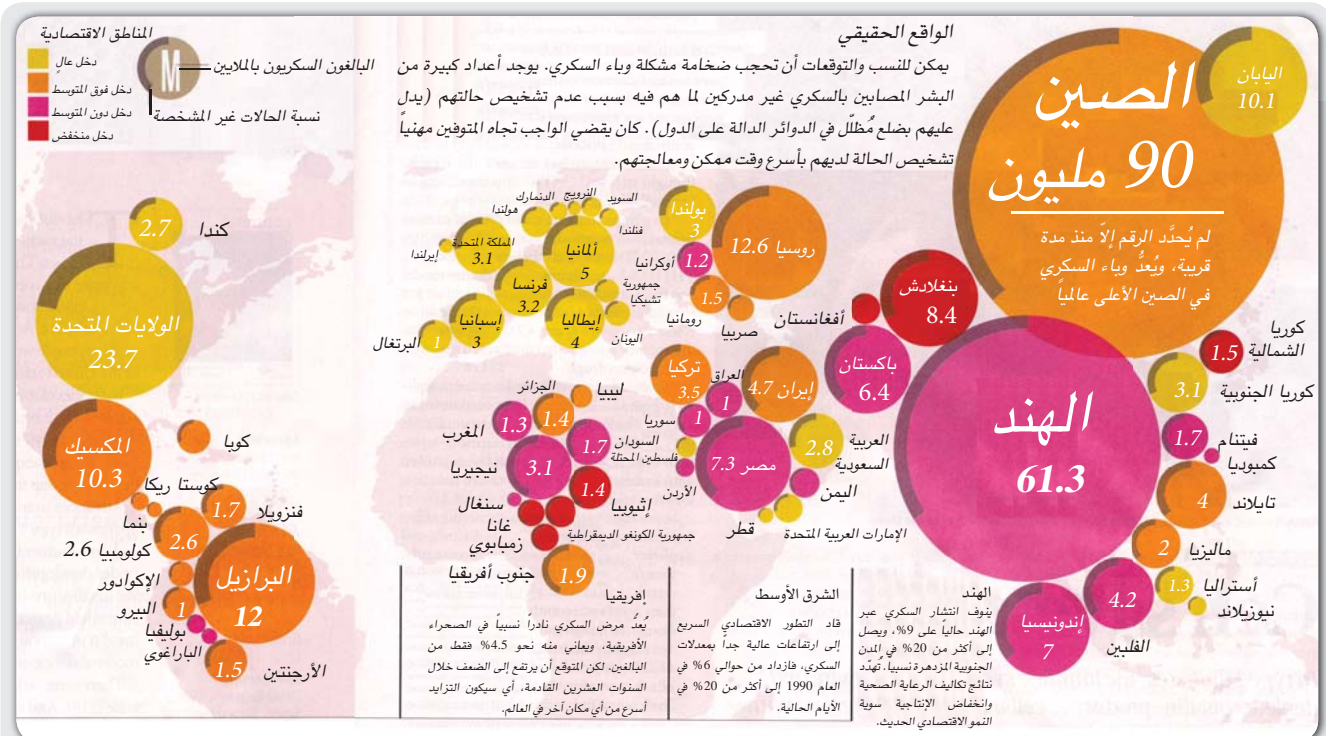 الواقع الحقيقي
يمكن للنسب والتوقعات أن تحجب ضخامة مشكلة وباء السكري. يوجد أعداد كبيرة من
البشر المصابين بالسكري غير مدركين لما هم فيه بسبب عدم تشخيص حالتهم (يدل
عليهم بضلع مُظلّل في الدوائر الدالة على الدول). كان يقضي الواجب تجاه المتوفين مهنياً
تشخيص الحالة لديهم بأسرع وقت ممكن ومعالجتهم.
المناطق الاقتصادية
دخل عالٍ
دخل فوق المتوسط
دخل دون المتوسط
دخل منخفض
M
البالغون السكريون بالملايين
نسبة الحالات غير المشخصة
اليابان
10.1
الصين
90 مليون
لم يُحدَّد الرقم إلاّ منذ مدة
قريبة، ويُعدُّ وباء السكري
في الصين الأعلى عالمياً
كوريا
الشمالية
1.5
كوريا الجنوبية
3.1
الهند
61.3
فيتنام
1.7
كمبوديا
تايلاند
4
ماليزيا
2
أستراليا
1.3
نيوزيلاند
الفلبين
4.2
إندونيسيا
7
بنغلادش
8.4
أفغانستان
باكستان
6.4
روسيا 12.6
بولندا
3
أوكرانيا
1.2
رومانيا
1.5
صربيا
السويد
النرويج
الدنمارك
هولندا
فنلندا
المملكة المتحدة
3.1
إيرلندا
ألمانيا
5
فرنسا
3.2
جمهورية
تشيكيا
إيطاليا
4
إسبانيا
3
اليونان
البرتغال
1
تركيا
3.5
العراق
1
إيران 4.7
سوريا
1
فلسطين المحتلة
الأردن
مصر 7.3
العربية
السعودية
2.8
اليمن
قطر
الإمارات العربية المتحدة
ليبيا
الجزائر
1.4
المغرب
1.3
السودان
1.7
نيجيريا
3.1
إثيوبيا
1.4
سنغال
غانا
زمبابوي
جمهورية الكونغو الديمقراطية
جنوب أفريقيا
1.9
كندا
2.7
الولايات المتحدة
23.7
المكسيك
10.3
كوبا
كوستا ريكا
بنما
فنزويلا
1.7
كولومبيا 2.6
2.6
الإكوادور
البيرو
1
البرازيل
12
بوليفيا
الباراغوي
الأرجنتين
1.5
الهند
ينوف انتشار السكري عبر
الهند حالياً على 9%، ويصل
إلى أكثر من 20% في المدن
الجنوبية المزدهرة نسبياً. تُهدّد
نتائج تكاليف الرعاية الصحية
وانخفاض الإنتاجية سوية
النمو الاقتصادي الحديث.
الشرق الأوسط
قاد التطور الاقتصادي السريع
إلى ارتفاعات عالية جداً بمعدلات
السكري، فازداد من حوالي 6% في
العام 1990 إلى أكثر من 20% في
الأيام الحالية.
إفريقيا
يُعدُّ مرض السكري نادراً نسبياً في الصحراء
الأفريقية، ويعاني منه نحو 4.5% فقط من
البالغين. لكن المتوقع أن يرتفع إلى الضعف خلال
السنوات العشرين القادمة، أي سيكون التزايد
أسرع من أي مكان آخر في العالم.